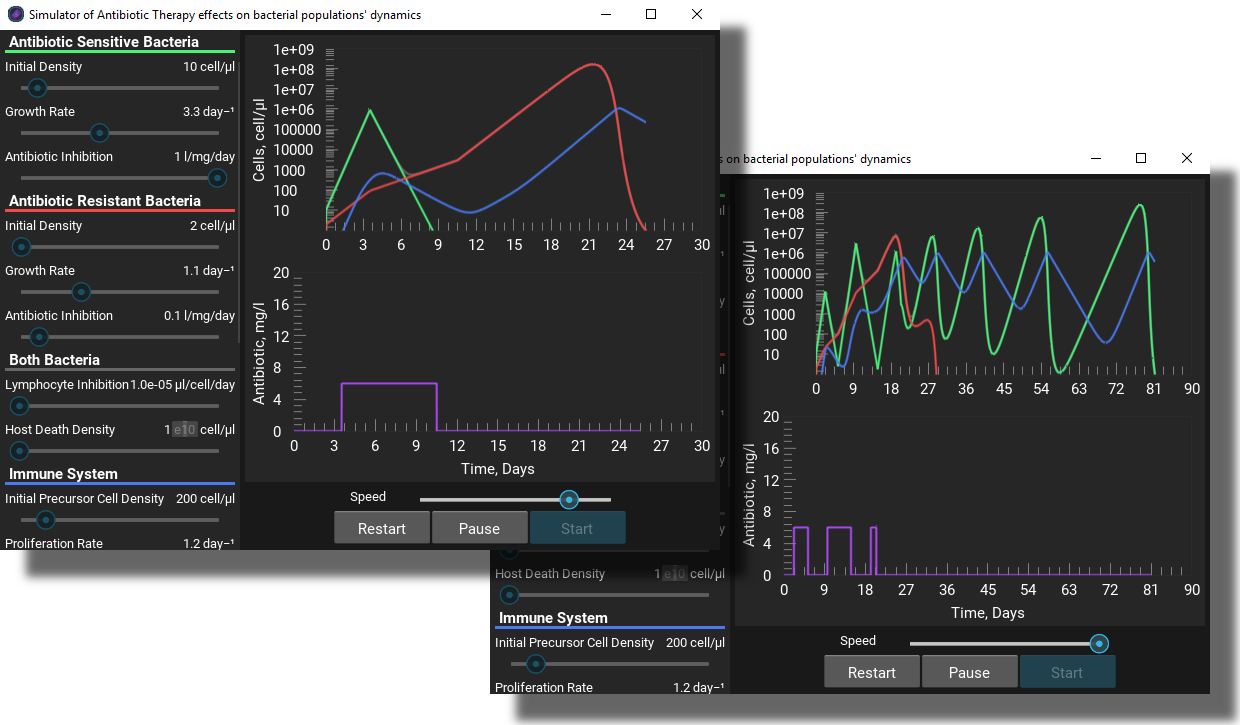 Simulator of Antibiotic Therapy effects on bacterial populations' dynamics
Antibiotic Sensitive Bacteria
Initial Density 10 cell/µl
Growth Rate 3.3 day−¹
Antibiotic Inhibition 1 l/mg/day
Antibiotic Resistant Bacteria
Initial Density 2 cell/µl
Growth Rate 1.1 day−¹
Antibiotic Inhibition 0.1 l/mg/day
Both Bacteria
Lymphocyte Inhibition 1.0e-05 µl/cell/day
Host Death Density 1 e10 cell/µl
Immune System
Initial Precursor Cell Density 200 cell/µl
Proliferation Rate 1.2 day−¹
Cells, cell/µl
1e+09
1e+08
1e+07
1e+06
100000
10000
1000
100
10
0 3 6 9 12 15 18 21 24 27 30
Antibiotic, mg/l
20
16
12
8
4
0
0 3 6 9 12 15 18 21 24 27 30
Time, Days
Speed
Restart Pause Start
s on bacterial populations' dynamics
Cells, cell/µl
1e+09
1e+08
1e+07
1e+06
100000
10000
1000
100
10
0 9 18 27 36 45 54 63 72 81 90
Antibiotic, mg/l
20
16
12
8
4
0
0 9 18 27 36 45 54 63 72 81 90
Time, Days
Host Death Density 1 e10 cell/µl
Immune System
Initial Precursor Cell Density 200 cell/µl
Proliferation Rate 1.2 day−¹
Speed
Restart Pause Start